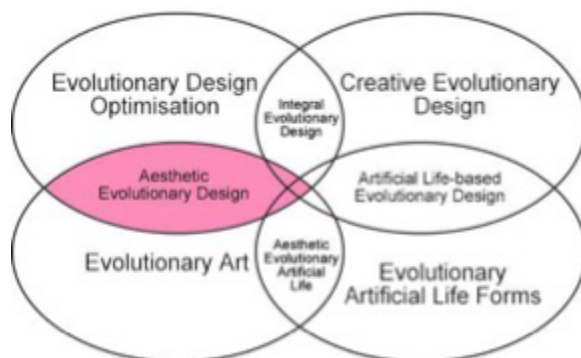 Evolutionary Design
Optimisation
Integral
Evolutionary
Design
Creative Evolutionary
Design
Aesthetic
Evolutionary Design
Artificial Life-based
Evolutionary Design
Evolutionary Art
Aesthetic
Evolutionary
Artificial
Life
Evolutionary
Artificial Life Forms